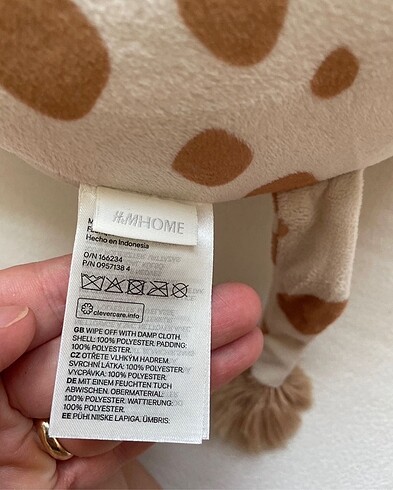 H&M HOME
Hecho en Indonesia
O/N 166234
P/N 0957138 4
clevercare.info
GB WIPE OFF WITH DAMP CLOTH.
SHELL: 100% POLYESTER. PADDING:
100% POLYESTER.
CZ OTŘETE VLHKÝM HADREM.
SVRCHNÍ LÁTKA: 100% POLYESTER.
VÝCPÁVKA: 100% POLYESTER.
DE MIT EINEM FEUCHTEN TUCH
ABWISCHEN. OBERMATERIAL:
100% POLYESTER. WATTIERUNG:
100% POLYESTER.
EE PÜHI NIISKE LAPIGA. ÜMBRIS: